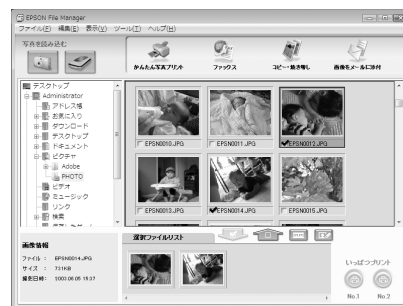 EPSON File Manager
ファイル(F) 編集(E) 表示(V) ツール(T) ヘルプ(H)
写真を読み込む
かんたん写真プリント
ファックス
コピー・焼き増し
画像をメールに添付
デスクトップ
Administrator
アドレス帳
お気に入り
ダウンロード
デスクトップ
ドキュメント
ピクチャ
Adobe
PHOTO
ビデオ
ミュージック
リンク
検索
EPSN0010.JPG
EPSN0011.JPG
EPSN0012.JPG
EPSN0013.JPG
EPSN0014.JPG
EPSN0015.JPG
画像情報
ファイル : EPSN0014.JPG
サイズ : 731KB
撮影日時:
選択ファイルリスト
いっぱつプリント
No.1 No.2